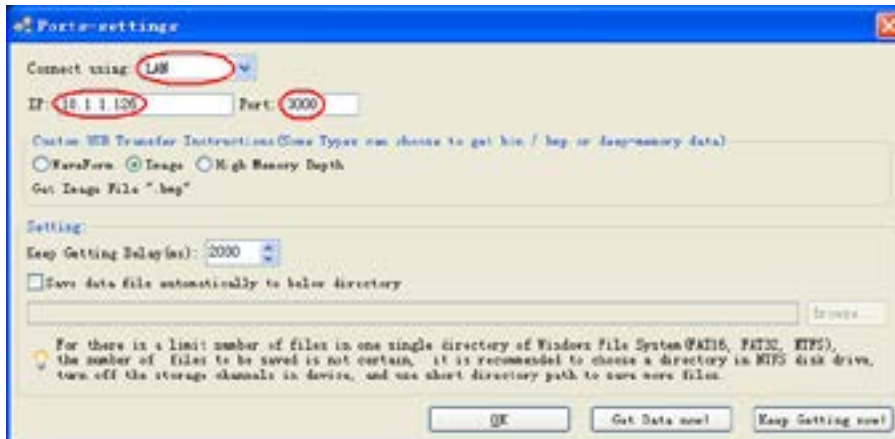 Ports-settings
Connect using: LAN
IP: 10.1.1.126 Port: 3000
Custom USB Transfer Instructions(Some Types can choose to get bin / bmp or deep-memory data)
WaveForm Image High Memory Depth
Get Image File ".bmp"
Setting:
Keep Getting Delay(ms): 2000
Save data file automatically to below directory
Browse...
For there is a limit number of files in one single directory of Windows File System(FAT16, FAT32, NTFS),
the number of files to be saved is not certain, it is recommended to choose a directory in NTFS disk drive,
turn off the storage channels in device, and use short directory path to save more files.
OK Get Data now! Keep Getting now!